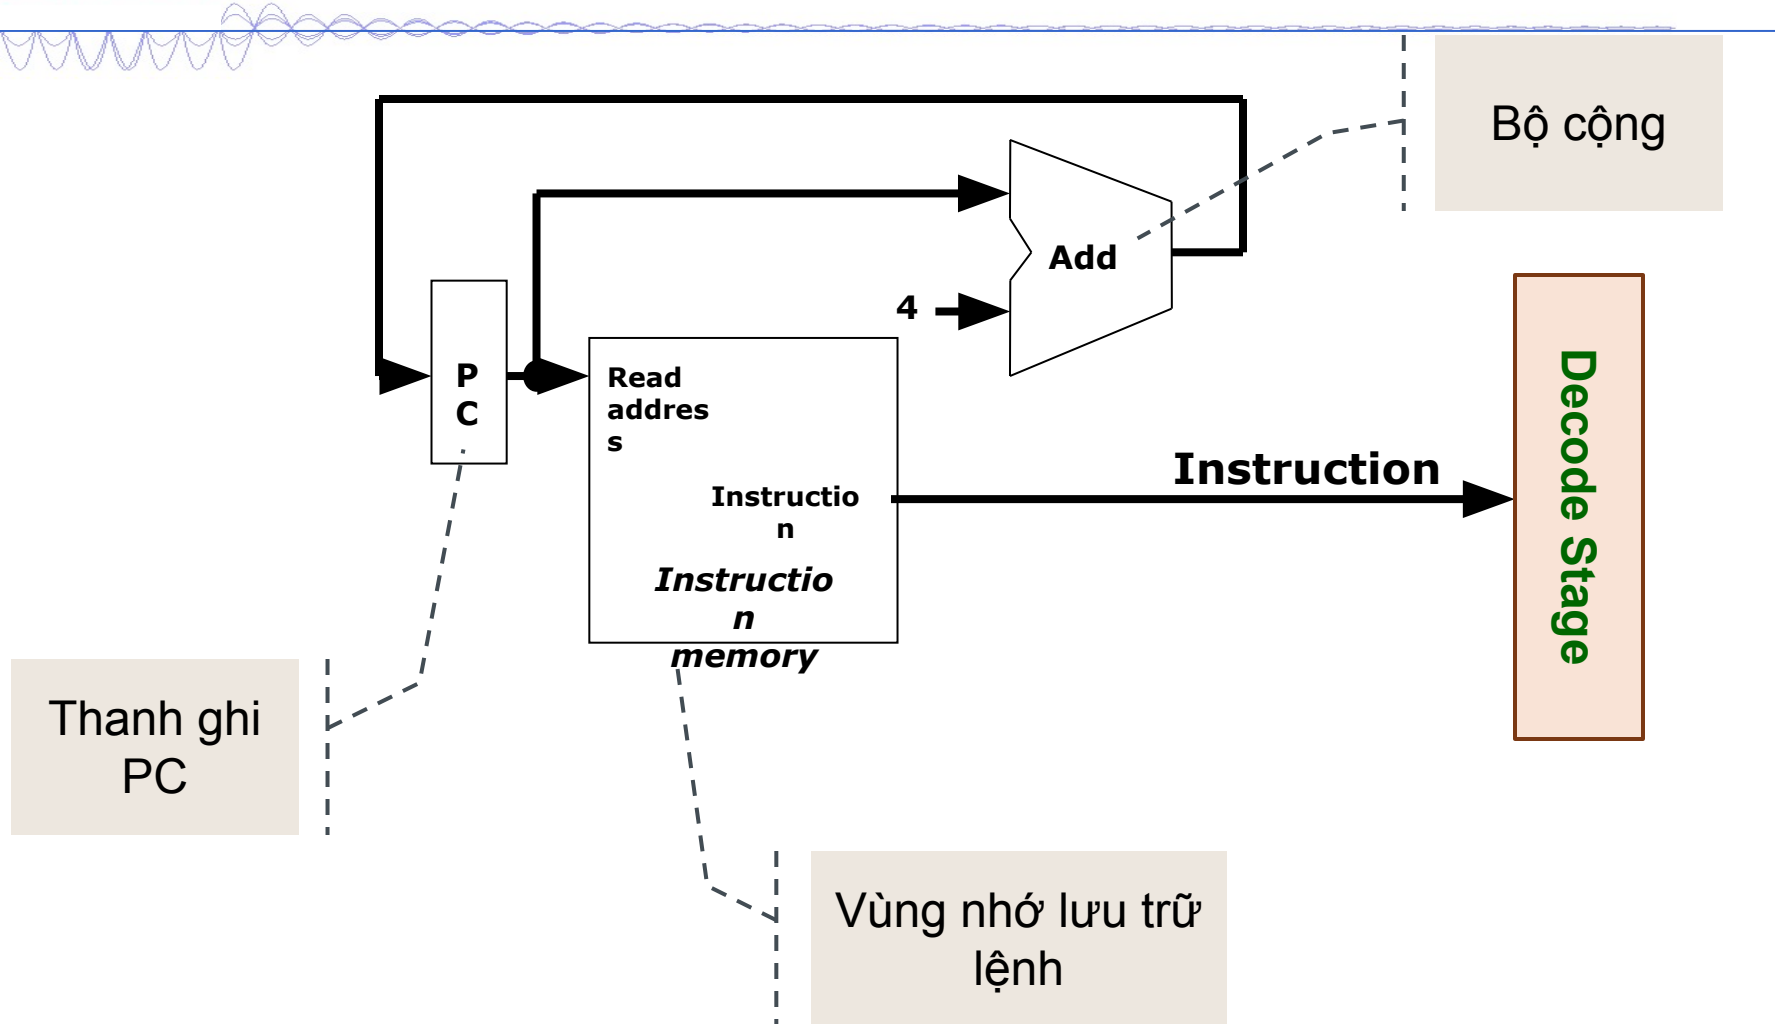 Bộ cộng
Add
4
P
C
Read
addres
s
Instruction
Instructio
n
Instructio
n
memory
Decode Stage
Thanh ghi
PC
Vùng nhớ lưu trữ
lệnh